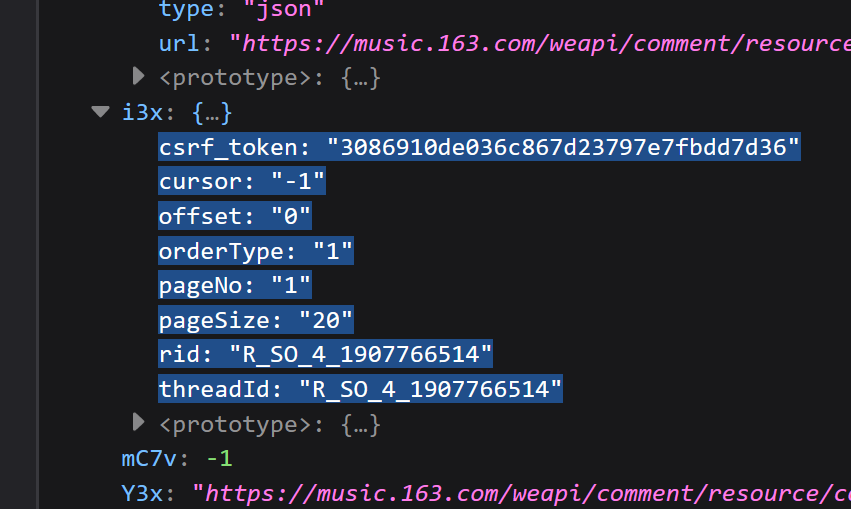 type: "json"
url: "https://music.163.com/weapi/comment/resource
<prototype>: {…}
i3x: {…}
csrf_token: "3086910de036c867d23797e7fbdd7d36"
cursor: "-1"
offset: "0"
orderType: "1"
pageNo: "1"
pageSize: "20"
rid: "R_SO_4_1907766514"
threadId: "R_SO_4_1907766514"
<prototype>: {…}
mC7v: -1
Y3x: "https://music.163.com/weapi/comment/resource/co